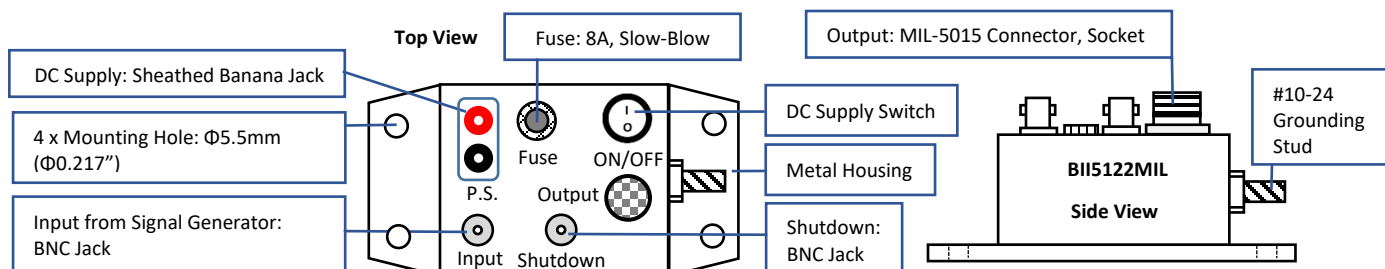 Top View
Fuse: 8A, Slow-Blow
Output: MIL-5015 Connector, Socket
DC Supply: Sheathed Banana Jack
#10-24
Grounding
Stud
4 x Mounting Hole: Φ5.5mm
(Φ0.217”)
I
O
DC Supply Switch
Fuse
ON/OFF
Metal Housing
P.S.
Output
BII5122MIL
Side View
Input from Signal Generator:
BNC Jack
Shutdown:
BNC Jack
Input
Shutdown